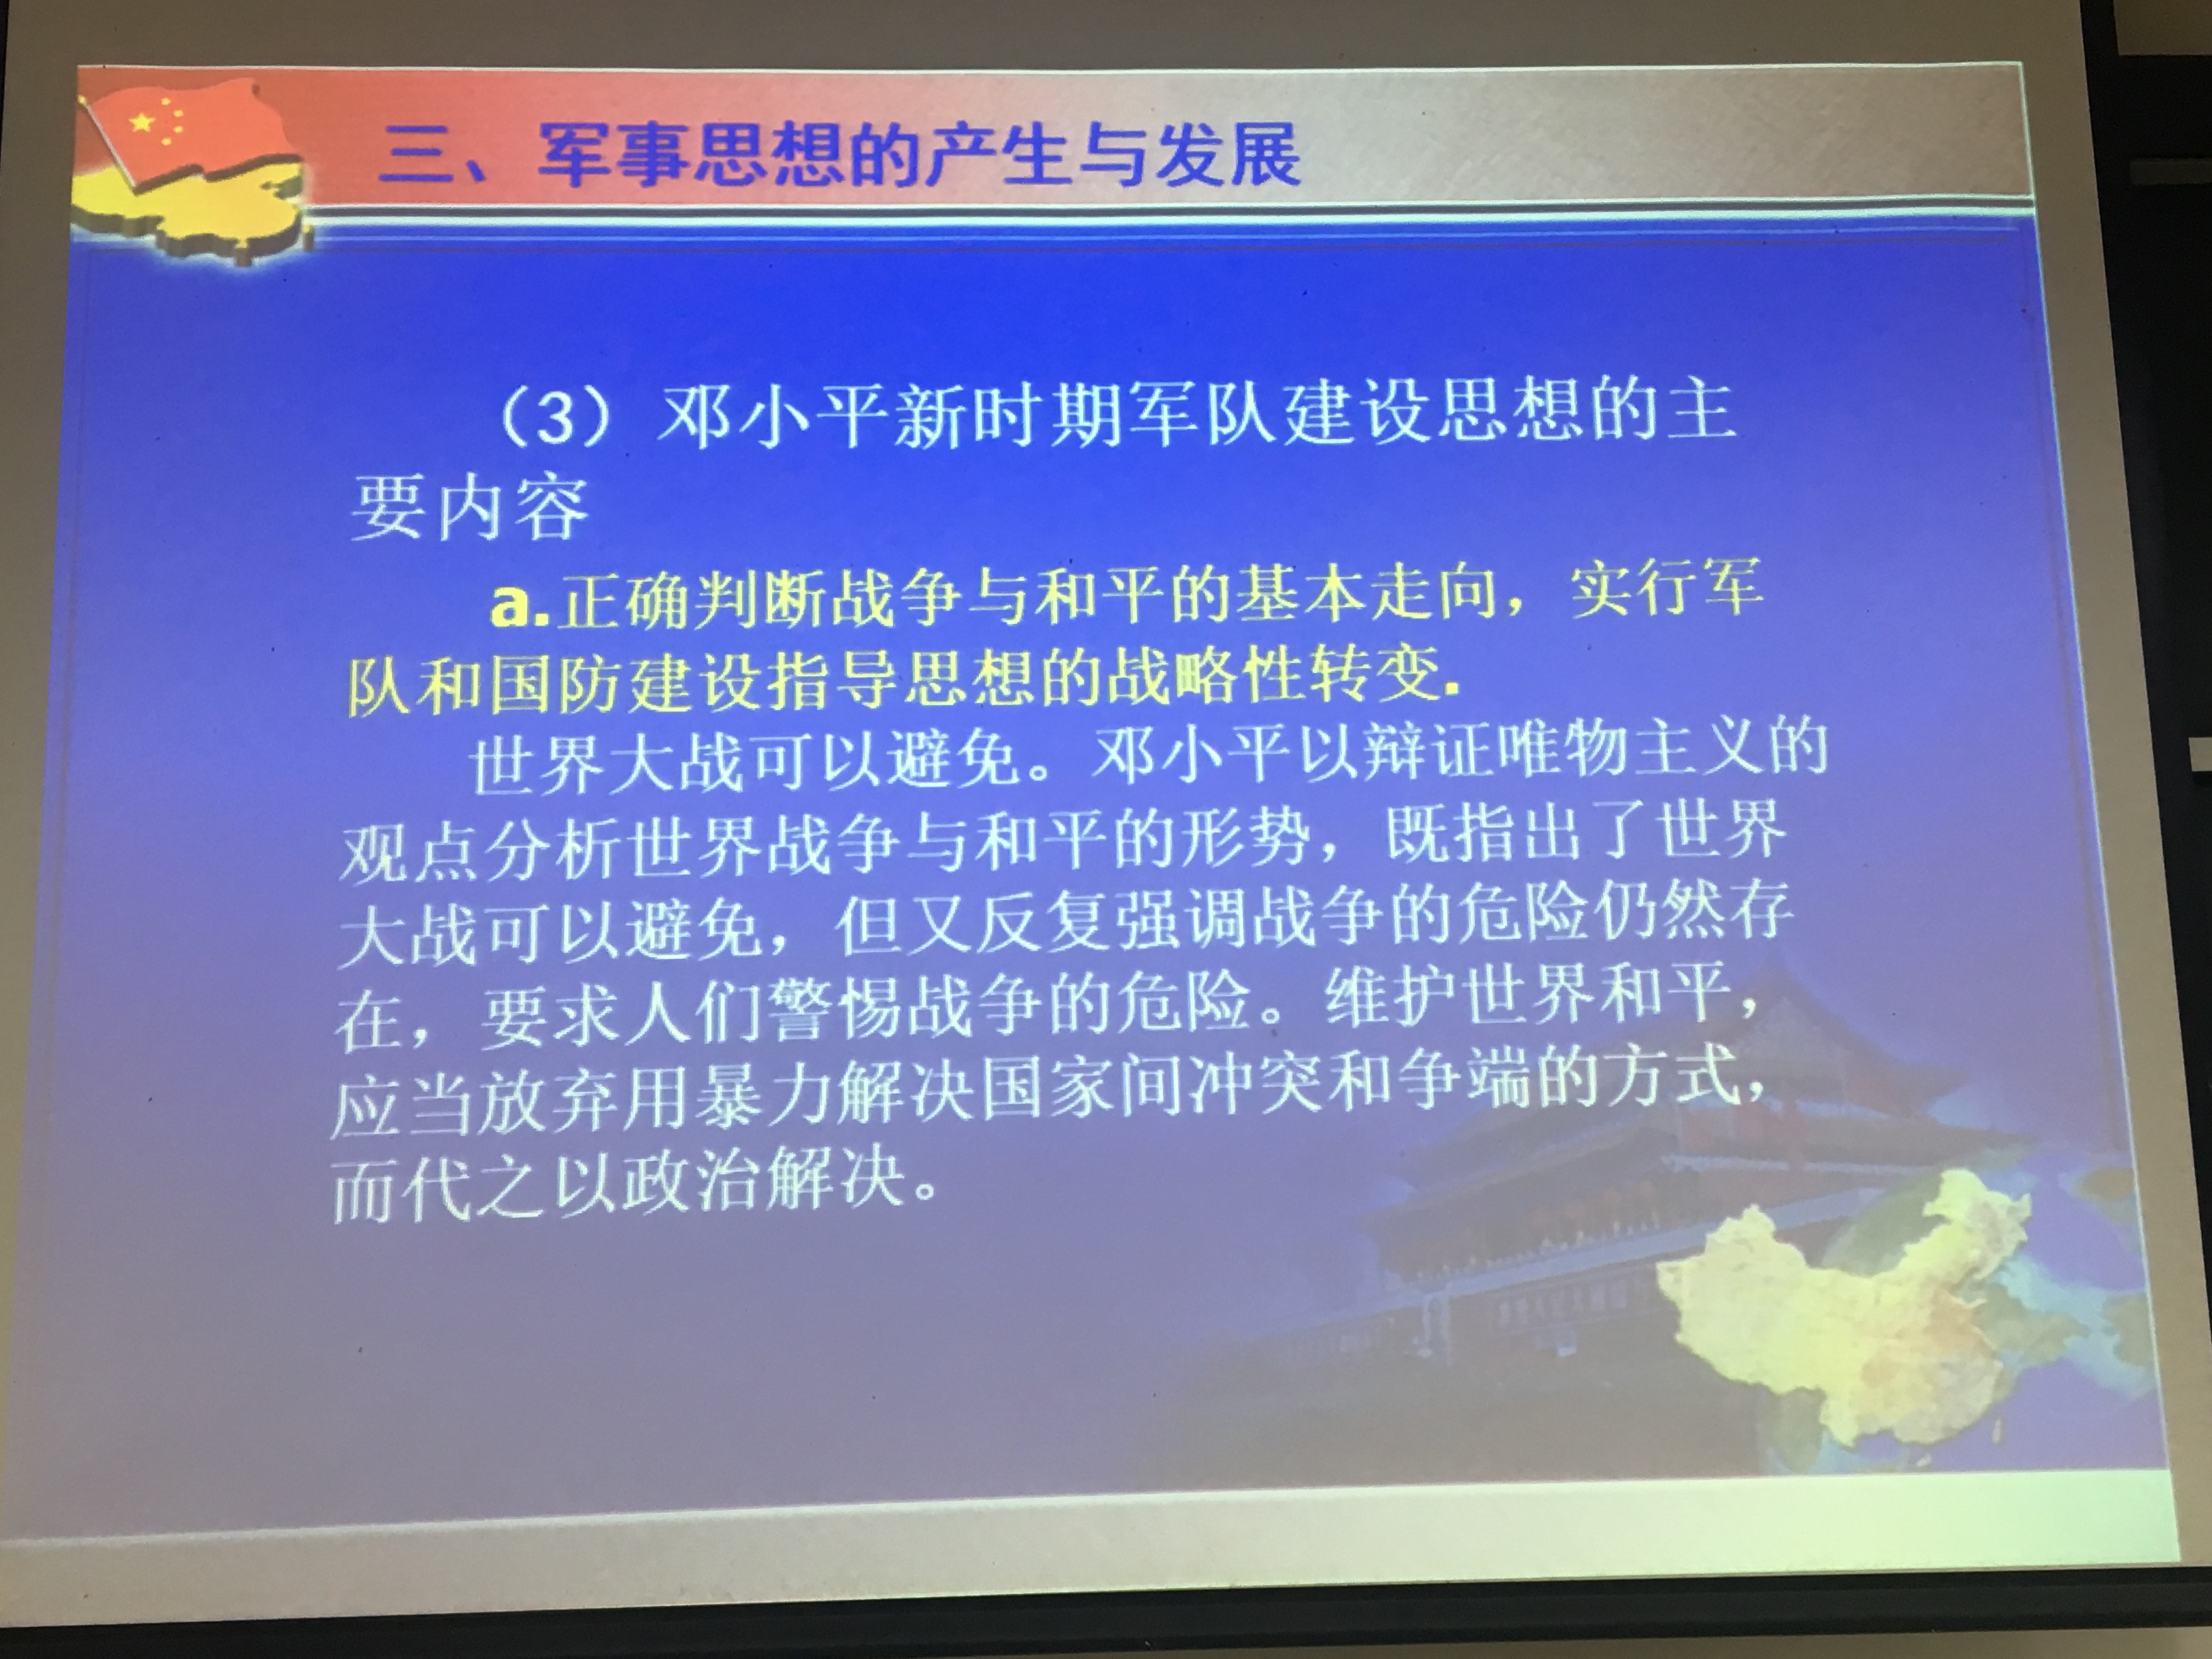 三、军事思想的产生与发展
（3）邓小平新时期军队建设思想的主
要内容
a.正确判断战争与和平的基本走向，实行军
队和国防建设指导思想的战略性转变.
世界大战可以避免。邓小平以辩证唯物主义的
观点分析世界战争与和平的形势，既指出了世界
大战可以避免，但又反复强调战争的危险仍然存
在，要求人们警惕战争的危险。维护世界和平，
应当放弃用暴力解决国家间冲突和争端的方式，
而代之以政治解决。